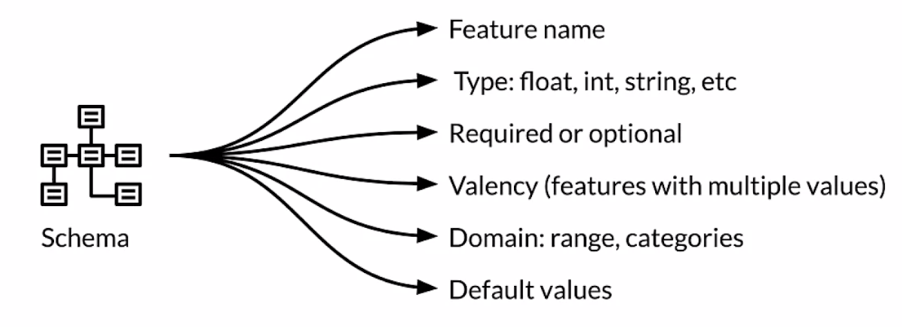 Feature name
Type: float, int, string, etc
Required or optional
Valency (features with multiple values)
Schema
Domain: range, categories
Default values